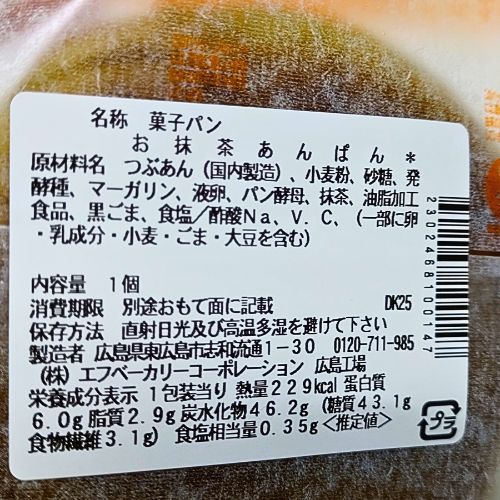 名称 菓子パン
お抹茶あんぱん＊
原材料名 つぶあん（国内製造）、小麦粉、砂糖、発
酵種、マーガリン、液卵、パン酵母、抹茶、油脂加工
食品、黒ごま、食塩／酢酸Ｎａ、Ｖ．Ｃ、（一部に卵
・乳成分・小麦・ごま・大豆を含む）
内容量 １個
消費期限 別途おもて面に記載 DK25
保存方法 直射日光及び高温多湿を避けて下さい
製造者 広島県東広島市志和流通１－３０ 0120-711-985
（株）エフベーカリーコーポレーション 広島工場
栄養成分表示 １包装当り 熱量２２９kcal 蛋白質
６.０g 脂質２.９g 炭水化物４６.２g （糖質４３.１g
食物繊維３.１g） 食塩相当量０.３５g＜推定値＞
2302468100147
プラ